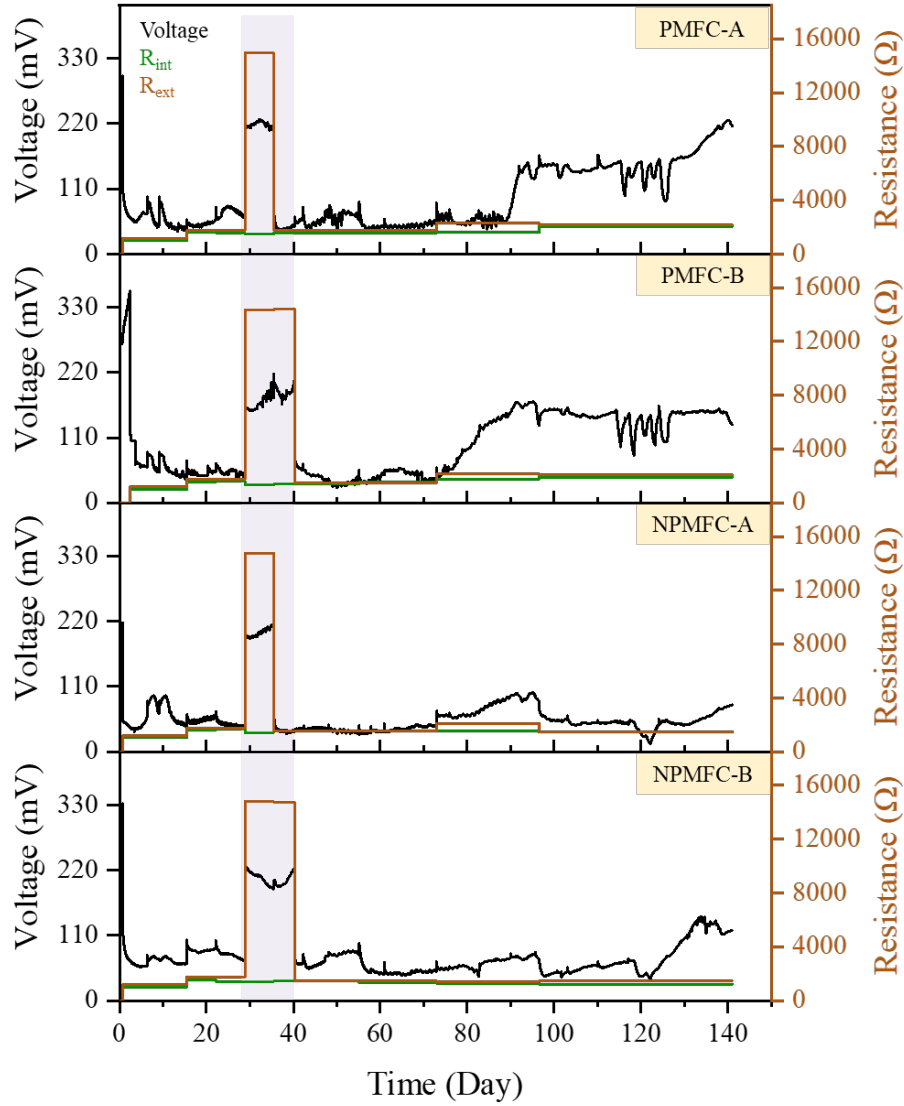 Voltage
R_int
R_ext
PMFC-A
Voltage (mV)
330
220
110
0
Resistance (Ω)
16000
12000
8000
4000
0
PMFC-B
Voltage (mV)
330
220
110
0
Resistance (Ω)
16000
12000
8000
4000
0
NPMFC-A
Voltage (mV)
330
220
110
0
Resistance (Ω)
16000
12000
8000
4000
0
NPMFC-B
Voltage (mV)
330
220
110
0
Resistance (Ω)
16000
12000
8000
4000
0
0 20 40 60 80 100 120 140
Time (Day)